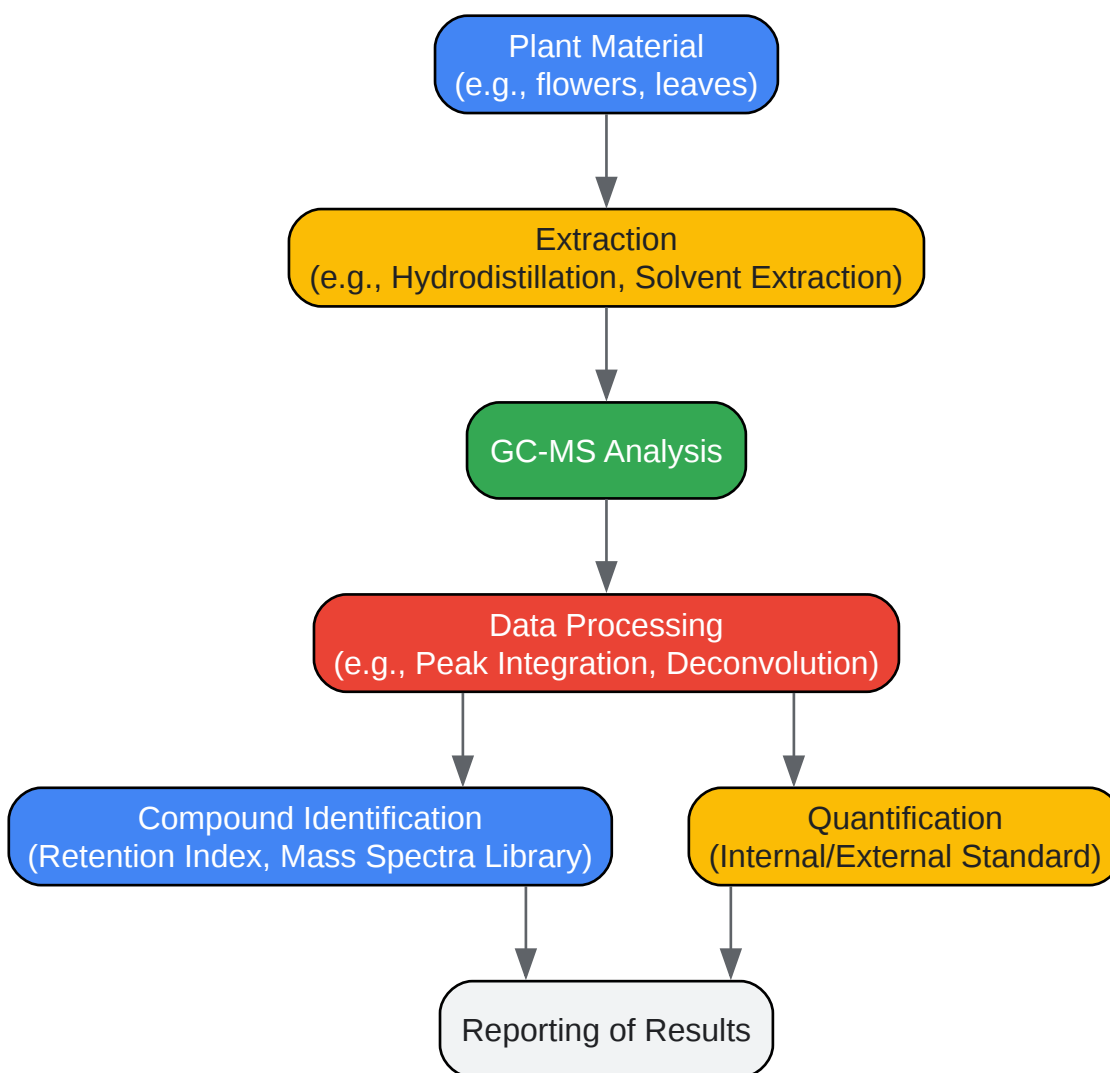 Plant Material
(e.g., flowers, leaves)
Extraction
(e.g., Hydrodistillation, Solvent Extraction)
GC-MS Analysis
Data Processing
(e.g., Peak Integration, Deconvolution)
Compound Identification
(Retention Index, Mass Spectra Library)
Quantification
(Internal/External Standard)
Reporting of Results